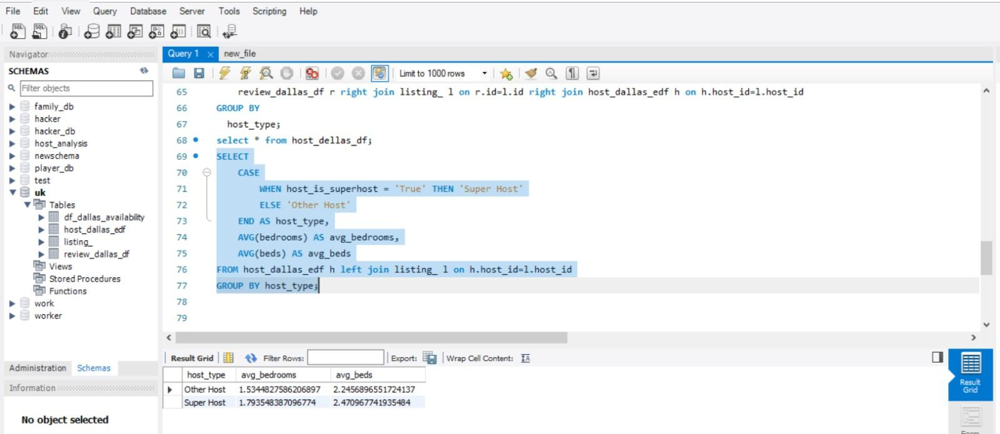 File Edit View Query Database Server Tools Scripting Help
Navigator
SCHEMAS
Filter objects
family_db
hacker
hacker_db
host_analysis
newschema
player_db
test
uk
Tables
df_dallas_availability
host_dallas_edf
listing_
review_dallas_df
Views
Stored Procedures
Functions
work
worker
Administration Schemas
Information
No object selected
Query 1 new_file
Limit to 1000 rows
65 review_dallas_df r right join listing_ l on r.id=l.id right join host_dallas_edf h on h.host_id=l.host_id
66 GROUP BY
67 host_type;
68 select * from host_dellas_df;
69 SELECT
70 CASE
71 WHEN host_is_superhost = 'True' THEN 'Super Host'
72 ELSE 'Other Host'
73 END AS host_type,
74 AVG(bedrooms) AS avg_bedrooms,
75 AVG(beds) AS avg_beds
76 FROM host_dallas_edf h left join listing_ l on h.host_id=l.host_id
77 GROUP BY host_type;
78
79
Result Grid Filter Rows: Export: Wrap Cell Content:
host_type avg_bedrooms avg_beds
Other Host 1.5344827586206897 2.2456896551724137
Super Host 1.793548387096774 2.470967741935484
Result
Grid